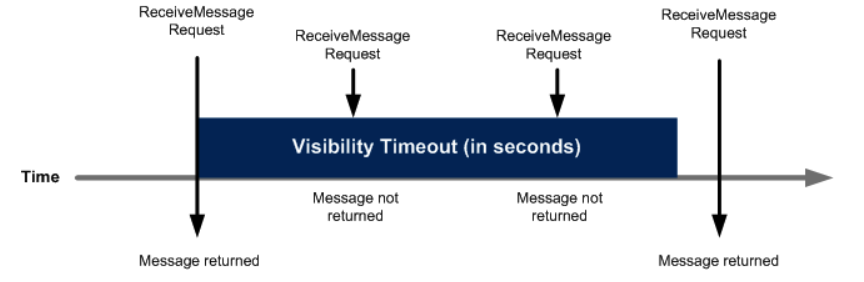 ReceiveMessage
Request
ReceiveMessage
Request
ReceiveMessage
Request
ReceiveMessage
Request
Visibility Timeout (in seconds)
Time
Message not
returned
Message not
returned
Message returned
Message returned